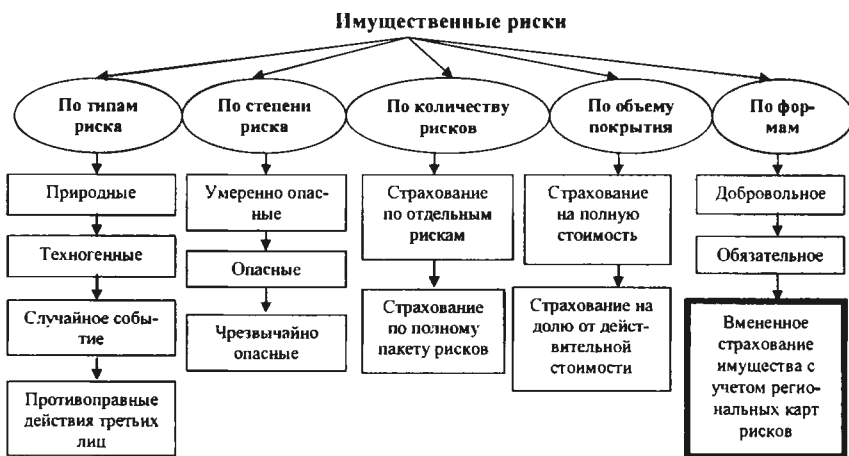 Имущественные риски
По типам
риска
По степени
риска
По количеству
рисков
По объему
покрытия
По фор-
мам
Природные
Техногенные
Случайное собы-
тие
Противоправные
действия третьих
лиц
Умеренно опас-
ные
Опасные
Чрезвычайно
опасные
Страхование
по отдельным
рискам
Страхование
по полному
пакету рисков
Страхование
на полную
стоимость
Страхование на
долю от дейст-
вительной
стоимости
Добровольное
Обязательное
Вмененное
страхование
имущества с
учетом регио-
нальных карт
рисков